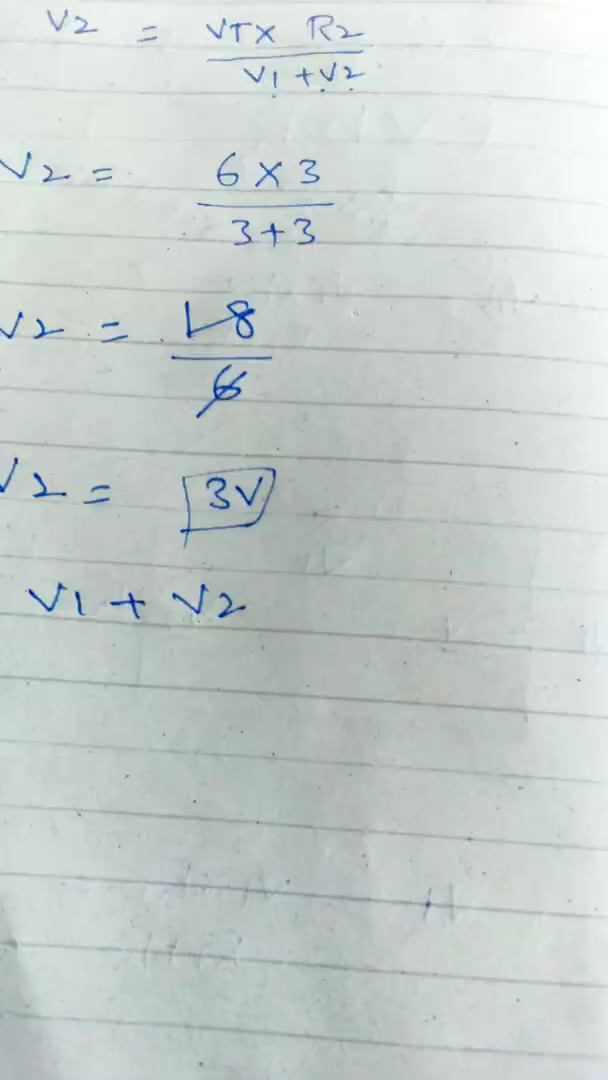 V2 = VT X R2
V1 + V2
V2 = 6 X 3
3 + 3
V2 = 18
6
V2 = 3V
V1 + V2